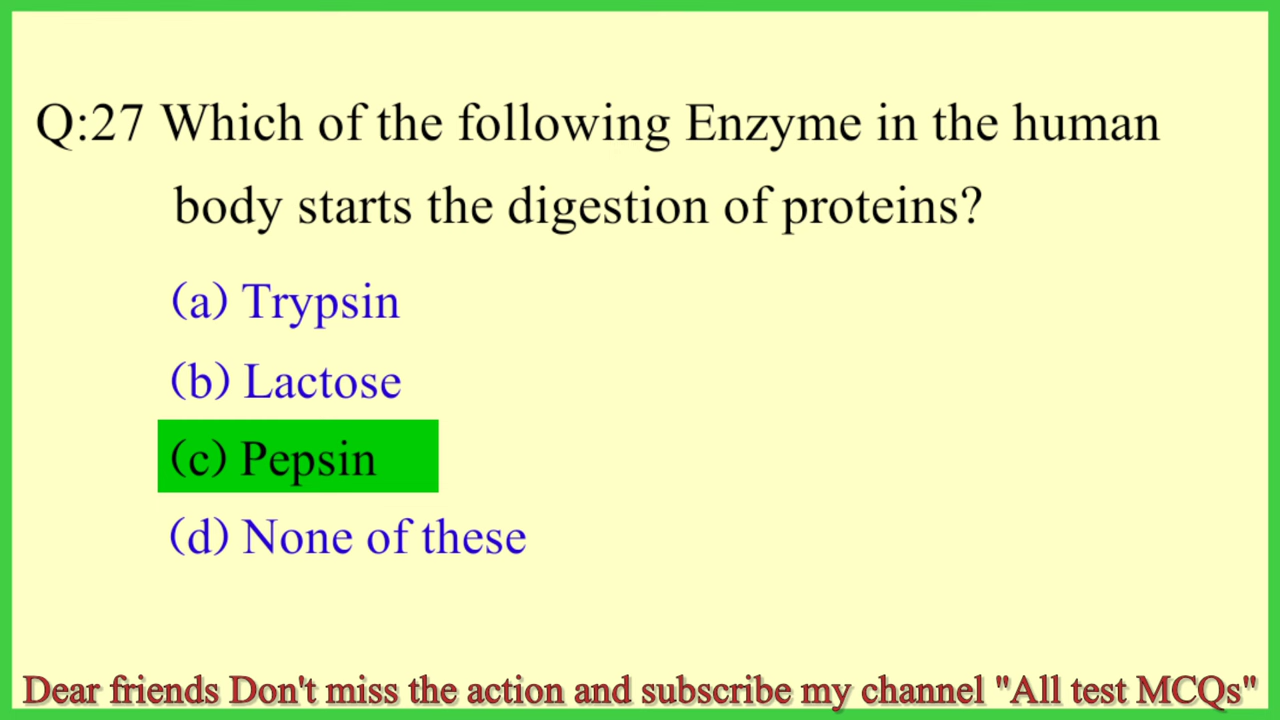 Q:27 Which of the following Enzyme in the human
body starts the digestion of proteins?
(a) Trypsin
(b) Lactose
(c) Pepsin
(d) None of these
Dear friends Don't miss the action and subscribe my channel "All test MCQs"